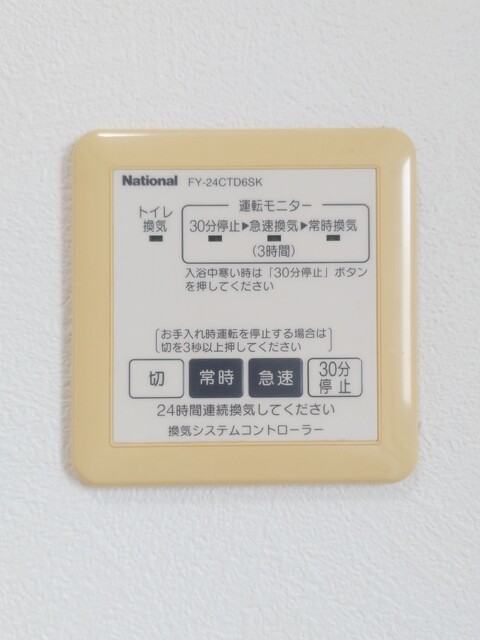 National FY-24CTD6SK
運転モニター
トイレ
換気
30分停止▶急速換気▶常時換気
(3時間)
入浴中寒い時は「30分停止」ボタン
を押してください
お手入れ時運転を停止する場合は
切を3秒以上押してください
切 常時 急速 30分
停止
24時間連続換気してください
換気システムコントローラー